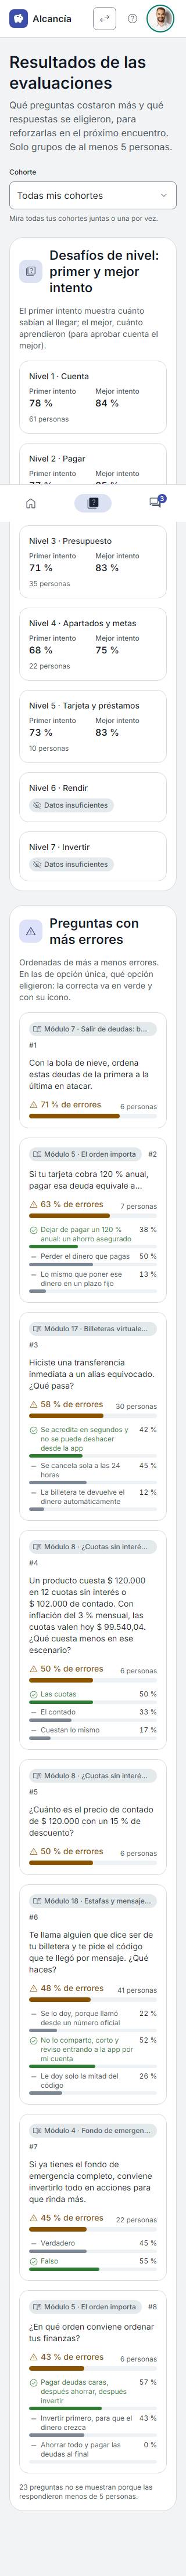 Alcancía
Resultados de las
evaluaciones
Qué preguntas costaron más y qué
respuestas se eligieron, para
reforzarlas en el próximo encuentro.
Solo grupos de al menos 5 personas.
Cohorte
Todas mis cohortes
Mira todas tus cohortes juntas o una por vez.
Desafíos de nivel:
primer y mejor
intento
El primer intento muestra cuánto
sabían al llegar; el mejor, cuánto
aprendieron (para aprobar cuenta el
mejor).
Nivel 1 · Cuenta
Primer intento Mejor intento
78 % 84 %
61 personas
Nivel 2 · Pagar
Primer intento Mejor intento
3
Nivel 3 · Presupuesto
Primer intento Mejor intento
71 % 83 %
35 personas
Nivel 4 · Apartados y metas
Primer intento Mejor intento
68 % 75 %
22 personas
Nivel 5 · Tarjeta y préstamos
Primer intento Mejor intento
73 % 83 %
10 personas
Nivel 6 · Rendir
Datos insuficientes
Nivel 7 · Invertir
Datos insuficientes
Preguntas con
más errores
Ordenadas de más a menos errores.
En las de opción única, qué opción
eligieron: la correcta va en verde y
con su ícono.
Módulo 7 · Salir de deudas: b...
#1
Con la bola de nieve, ordena
estas deudas de la primera a la
última en atacar.
71 % de errores 6 personas
Módulo 5 · El orden importa #2
Si tu tarjeta cobra 120 % anual,
pagar esa deuda equivale a...
63 % de errores 7 personas
Dejar de pagar un 120 % 38 %
anual: un ahorro asegurado
Perder el dinero que pagas 50 %
Lo mismo que poner ese 13 %
dinero en un plazo fijo
Módulo 17 · Billeteras virtuale...
#3
Hiciste una transferencia
inmediata a un alias equivocado.
¿Qué pasa?
58 % de errores 30 personas
Se acredita en segundos y 42 %
no se puede deshacer
desde la app
Se cancela sola a las 24 45 %
horas
La billetera te devuelve el 12 %
dinero automáticamente
Módulo 8 · ¿Cuotas sin interé...
#4
Un producto cuesta $ 120.000
en 12 cuotas sin interés o
$ 102.000 de contado. Con
inflación del 3 % mensual, las
cuotas valen hoy $ 99.540,04.
¿Qué cuesta menos en ese
escenario?
50 % de errores 6 personas
Las cuotas 50 %
El contado 33 %
Cuestan lo mismo 17 %
Módulo 8 · ¿Cuotas sin interé...
#5
¿Cuánto es el precio de contado
de $ 120.000 con un 15 % de
descuento?
50 % de errores 6 personas
Módulo 18 · Estafas y mensaje...
#6
Te llama alguien que dice ser de
tu billetera y te pide el código
que te llegó por mensaje. ¿Qué
haces?
48 % de errores 41 personas
Se lo doy, porque llamó 22 %
desde un número oficial
No lo comparto, corto y 52 %
reviso entrando a la app por
mi cuenta
Le doy solo la mitad del 26 %
código
Módulo 4 · Fondo de emergen...
#7
Si ya tienes el fondo de
emergencia completo, conviene
invertirlo todo en acciones para
que rinda más.
45 % de errores 22 personas
Verdadero 45 %
Falso 55 %
Módulo 5 · El orden importa #8
¿En qué orden conviene ordenar
tus finanzas?
43 % de errores 6 personas
Pagar deudas caras, 57 %
después ahorrar, después
invertir
Invertir primero, para que el 43 %
dinero crezca
Ahorrar todo y pagar las 0 %
deudas al final
23 preguntas no se muestran porque las
respondieron menos de 5 personas.